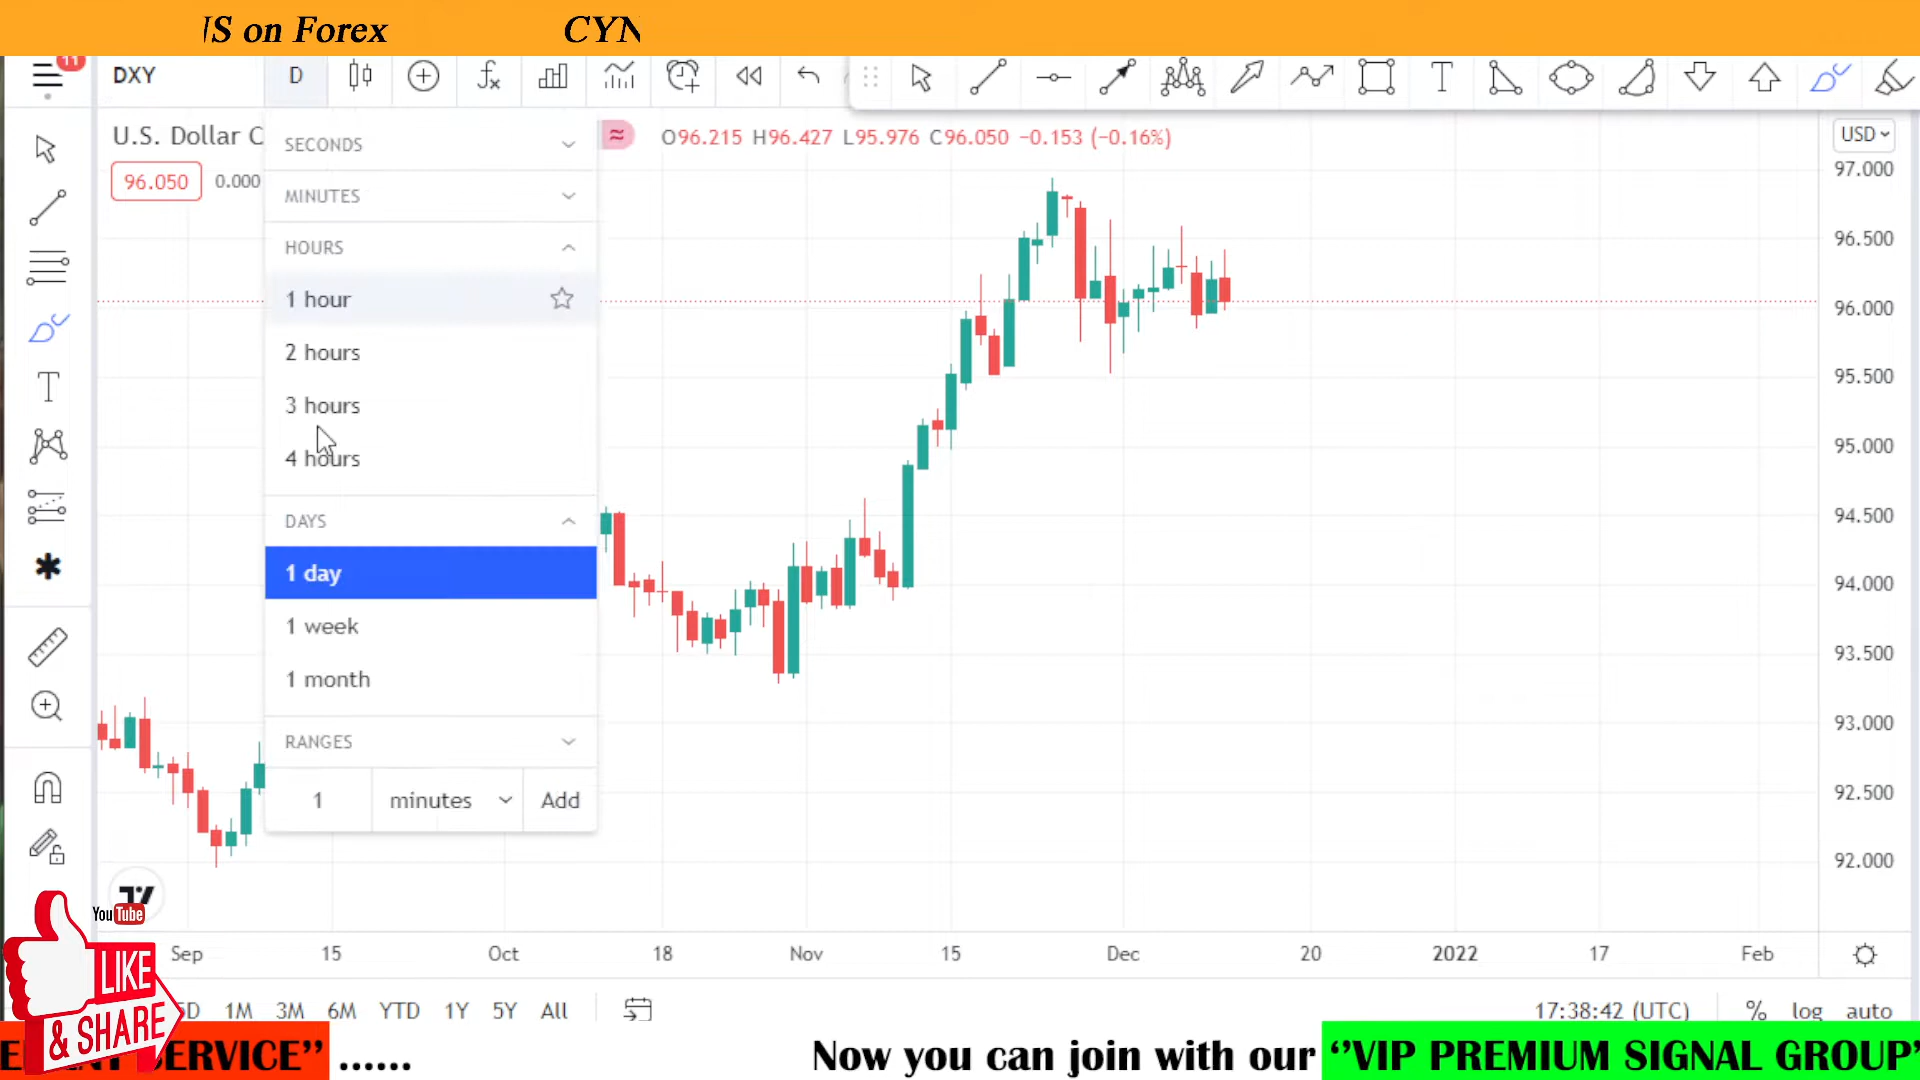 on Forex
11
DXY
D
U.S. Dollar C
O96.215 H96.427 L95.976 C96.050 −0.153 (−0.16%)
USD
96.050
0.000
SECONDS
MINUTES
HOURS
1 hour
2 hours
3 hours
4 hours
DAYS
1 day
1 week
1 month
RANGES
1
minutes
Add
97.000
96.500
96.000
95.500
95.000
94.500
94.000
93.500
93.000
92.500
92.000
Sep
15
Oct
18
Nov
15
Dec
20
2022
17
Feb
1M
3M
6M
YTD
1Y
5Y
All
17:38:42 (UTC)
%
log
auto
YouTube
LIKE
& SHARE
SERVICE” ......
Now you can join with our “VIP PREMIUM SIGNAL GROUP”